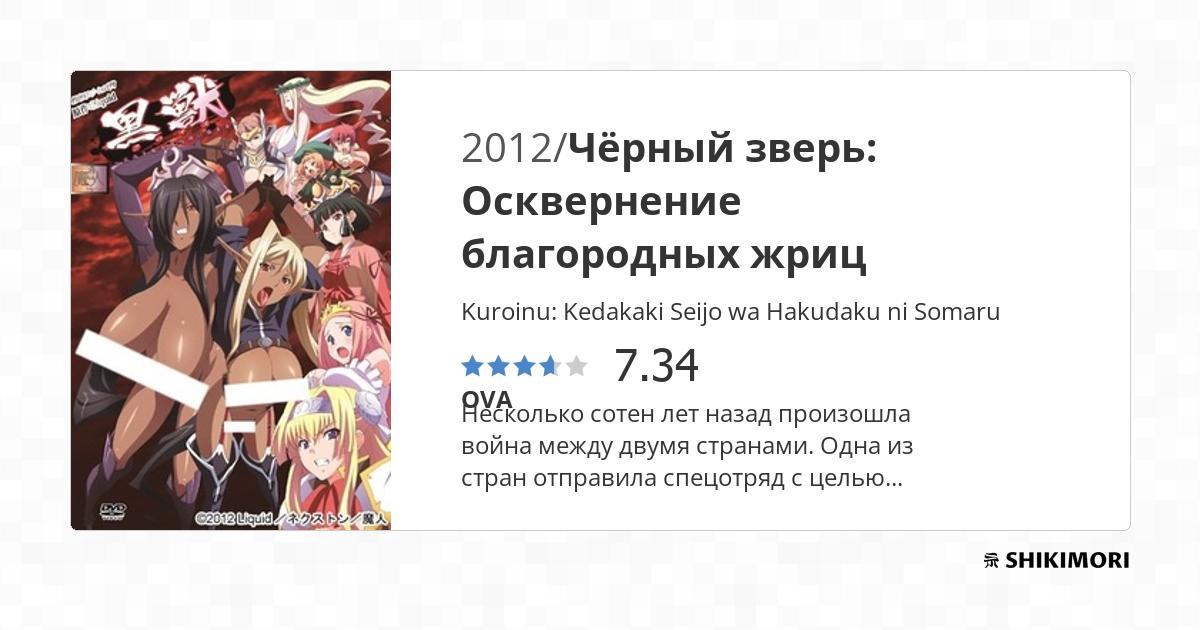 黒獣
2012/Чёрный зверь:
Осквернение
благородных жриц
Kuroinu: Kedakaki Seijo wa Hakudaku ni Somaru
7.34
OVA
Несколько сотен лет назад произошла
война между двумя странами. Одна из
стран отправила спецотряд с целью...
DVD
VIDEO
©2012 Liquid／ネクストン／魔人
SHIKIMORI